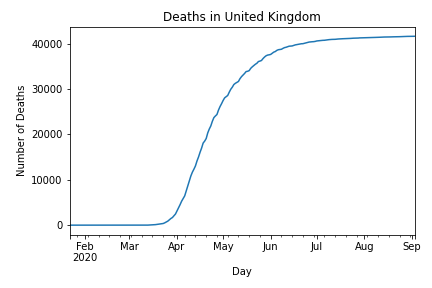 Deaths in United Kingdom
Number of Deaths
40000
30000
20000
10000
0
Feb Mar Apr May Jun Jul Aug Sep
2020
Day